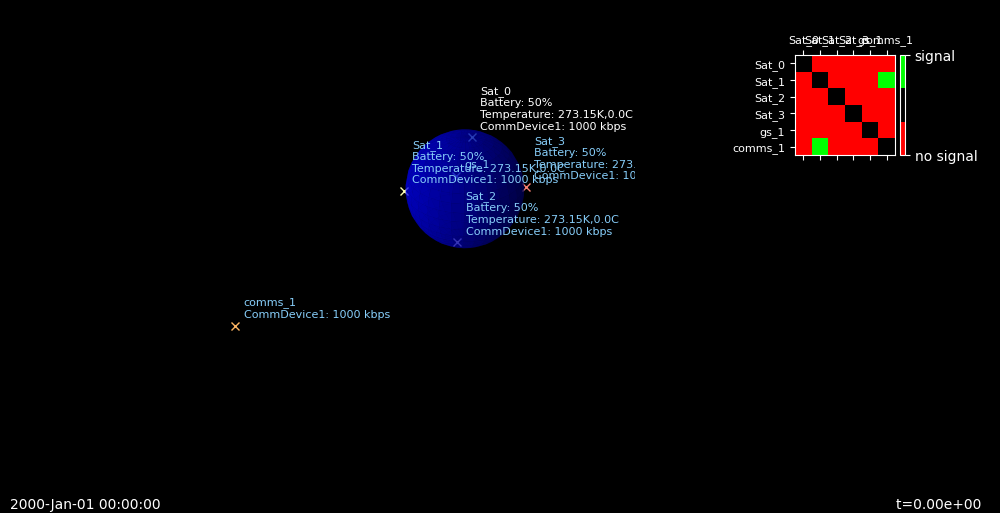 Sat_0 Sat_1 Sat_2 Sat_3 gs_1 comms_1
signal
Sat_0
Sat_1
Sat_2
Sat_3
gs_1
comms_1
no signal
Sat_0
Battery: 50%
Temperature: 273.15K,0.0C
CommDevice1: 1000 kbps
Sat_1
Battery: 50%
Temperature: 273.15K,0.0C
CommDevice1: 1000 kbps
gs_1
Sat_3
Battery: 50%
Temperature: 273.
CommDevice1: 10
Sat_2
Battery: 50%
Temperature: 273.15K,0.0C
CommDevice1: 1000 kbps
comms_1
CommDevice1: 1000 kbps
2000-Jan-01 00:00:00
t=0.00e+00